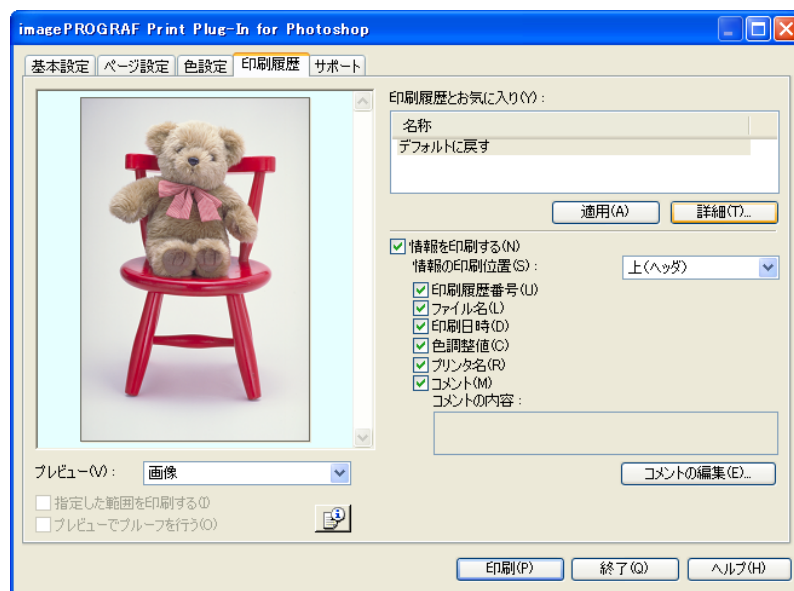 imagePROGRAF Print Plug-In for Photoshop
基本設定 ページ設定 色設定 印刷履歴 サポート
印刷履歴とお気に入り(Y)：
名称
デフォルトに戻す
適用(A) 詳細(T)...
情報を印刷する(N)
情報の印刷位置(S)： 上(ヘッダ)
印刷履歴番号(U)
ファイル名(L)
印刷日時(D)
色調整値(C)
プリンタ名(R)
コメント(M)
コメントの内容：
プレビュー(V)： 画像
コメントの編集(E)...
指定した範囲を印刷する(I)
プレビューでプルーフを行う(O)
印刷(P) 終了(Q) ヘルプ(H)